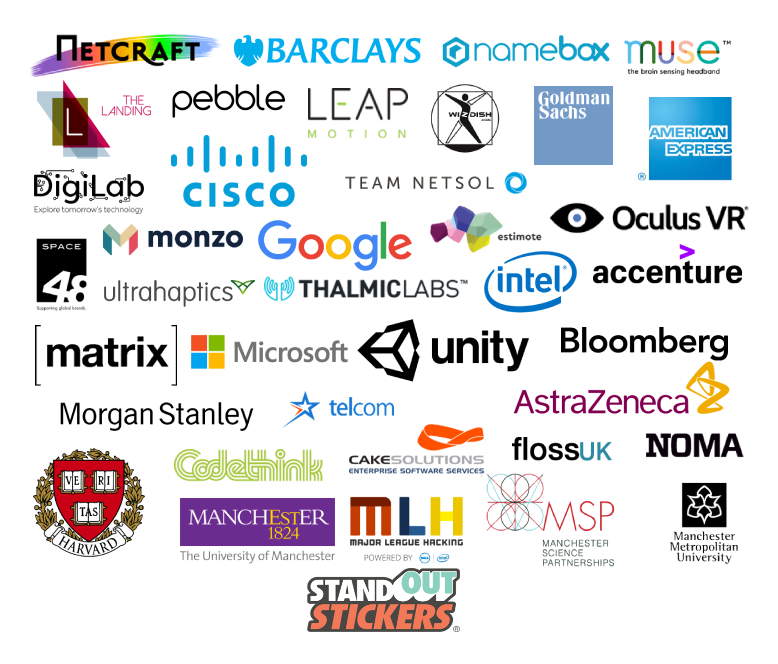 NETCRAFT
BARCLAYS
namebox
muse™
the brain sensing headband
L
THE
LANDING
pebble
LEAP
MOTION
WIZDISH
Goldman
Sachs
AMERICAN
EXPRESS
®
DigiLab
Explore tomorrow's technology
CISCO
TEAM NETSOL
monzo
Google
estimote
Oculus VR®
SPACE
48
Supporting global brands.
ultrahaptics
THALMICLABS™
intel®
>
accenture
[matrix]
Microsoft
unity
Bloomberg
Morgan Stanley
telcom
AstraZeneca
VE RI
TAS
HARVARD
Codethink
CAKESOLUTIONS
ENTERPRISE SOFTWARE SERVICES
flossUK
NOMA
MANCHESTER
1824
The University of Manchester
MLH
MAJOR LEAGUE HACKING
POWERED BY DELL intel
MSP
MANCHESTER
SCIENCE
PARTNERSHIPS
Manchester
Metropolitan
University
STANDOUT
STICKERS®